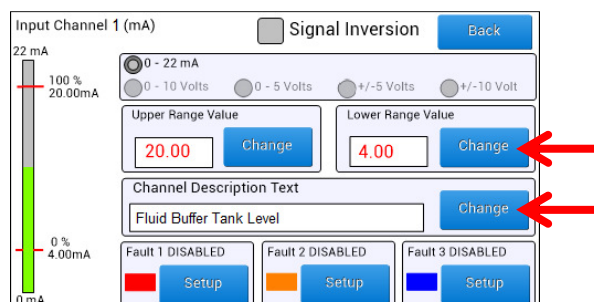 Input Channel 1 (mA)
Signal Inversion
Back
22 mA
0 - 22 mA
100 %
20.00mA
0 - 10 Volts
0 - 5 Volts
+/-5 Volts
+/-10 Volt
Upper Range Value
Lower Range Value
20.00
Change
4.00
Change
Channel Description Text
Fluid Buffer Tank Level
Change
0 %
4.00mA
Fault 1 DISABLED
Fault 2 DISABLED
Fault 3 DISABLED
Setup
Setup
Setup
0 mA